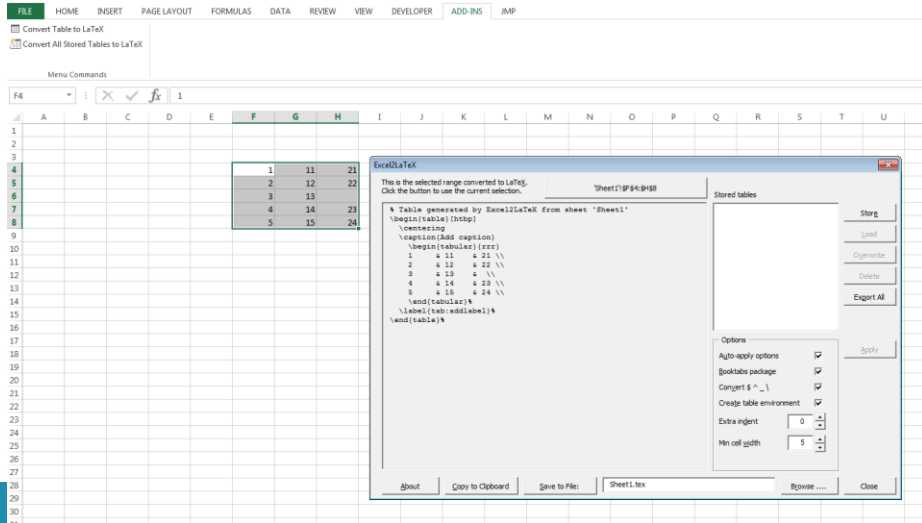 FILE HOME INSERT PAGE LAYOUT FORMULAS DATA REVIEW VIEW DEVELOPER ADD-INS JMP
Convert Table to LaTeX
Convert All Stored Tables to LaTeX
Menu Commands
F4 fx 1
A B C D E F G H I J K L M N O P Q R S T U
1
2
3
4 1 11 21
5 2 12 22
6 3 13
7 4 14 23
8 5 15 24
9
10
11
12
13
14
15
16
17
18
19
20
21
22
23
24
25
26
27
28
29
30
Excel2LaTeX
This is the selected range converted to LaTeX.
Click the button to use the current selection.
'Sheet1'!$F$4:$H$8
% Table generated by Excel2LaTeX from sheet 'Sheet1'
\begin{table}[htbp]
\centering
\caption{Add caption}
\begin{tabular}{rrr}
1 & 11 & 21 \\
2 & 12 & 22 \\
3 & 13 & \\
4 & 14 & 23 \\
5 & 15 & 24 \\
\end{tabular}%
\label{tab:addlabel}%
\end{table}%
Stored tables
Store
Load
Overwrite
Delete
Export All
Options
Auto-apply options
Booktabs package
Convert $ ^ _ \
Create table environment
Extra indent 0
Min cell width 5
Apply
About Copy to Clipboard Save to File: Sheet1.tex Browse .... Close